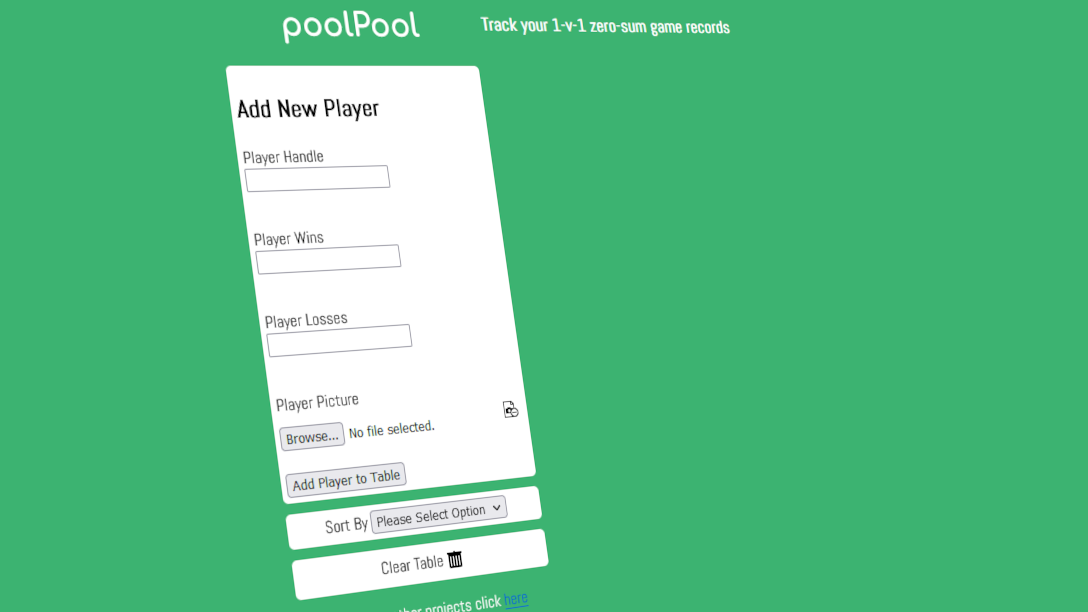 poolPool
Track your 1-v-1 zero-sum game records
Add New Player
Player Handle
Player Wins
Player Losses
Player Picture
Browse... No file selected.
Add Player to Table
Sort By Please Select Option
Clear Table
projects click here